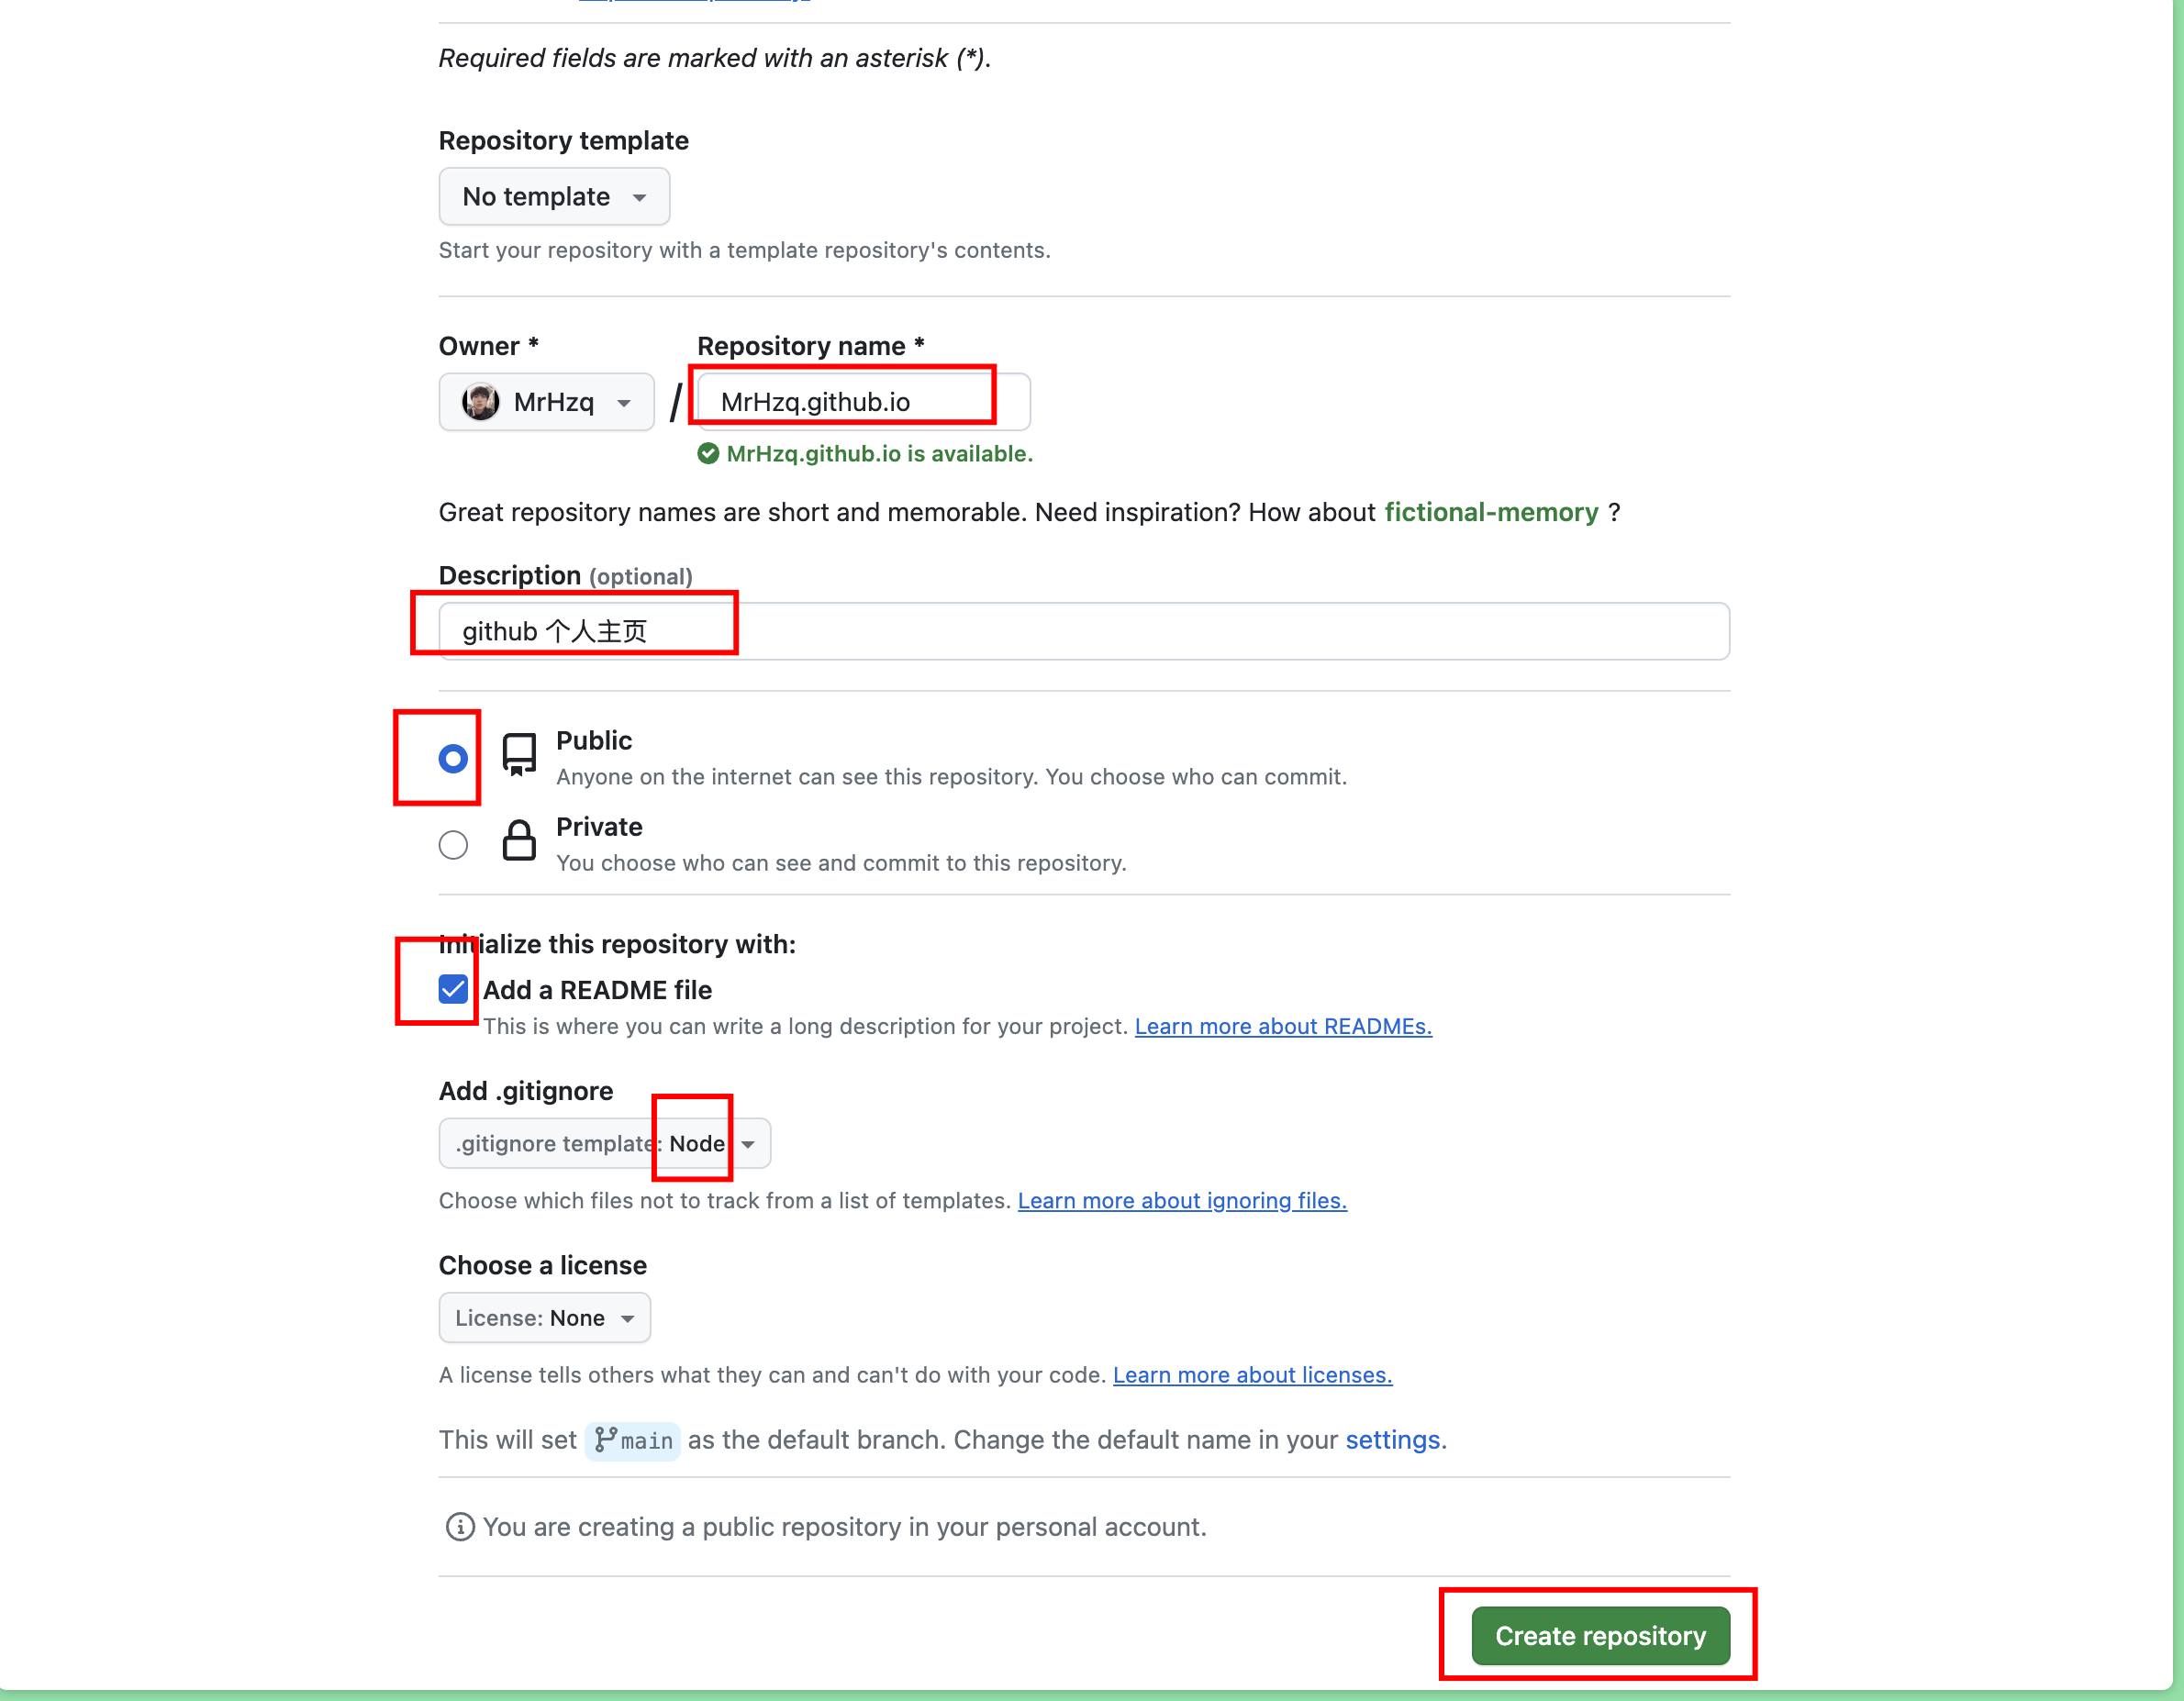 Required fields are marked with an asterisk (*).
Repository template
No template
Start your repository with a template repository's contents.
Owner * Repository name *
MrHzq / MrHzq.github.io
MrHzq.github.io is available.
Great repository names are short and memorable. Need inspiration? How about fictional-memory ?
Description (optional)
github 个人主页
Public
Anyone on the internet can see this repository. You choose who can commit.
Private
You choose who can see and commit to this repository.
Initialize this repository with:
Add a README file
This is where you can write a long description for your project. Learn more about READMEs.
Add .gitignore
.gitignore template: Node
Choose which files not to track from a list of templates. Learn more about ignoring files.
Choose a license
License: None
A license tells others what they can and can't do with your code. Learn more about licenses.
This will set main as the default branch. Change the default name in your settings.
You are creating a public repository in your personal account.
Create repository